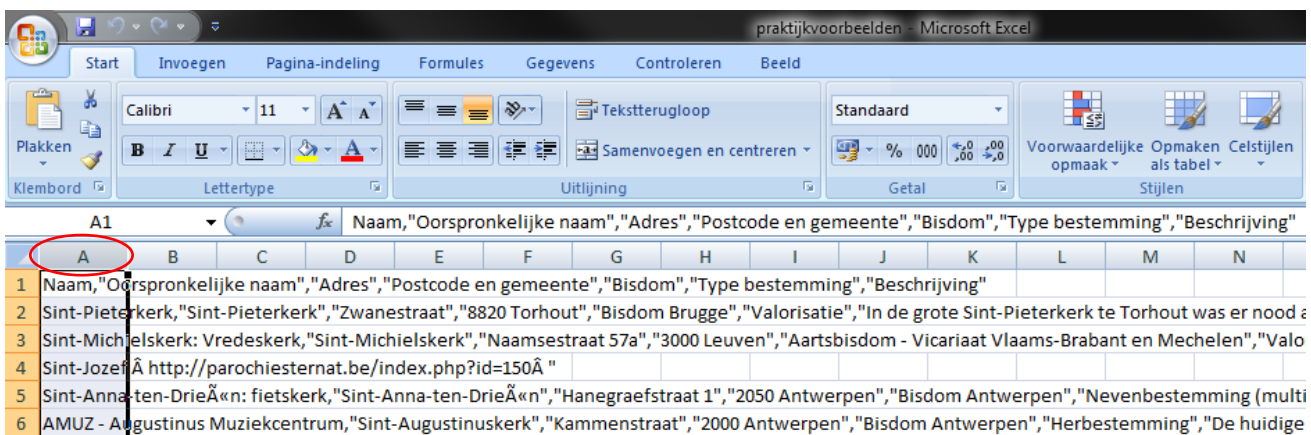 praktijkvoorbeelden - Microsoft Excel
Start Invoegen Pagina-indeling Formules Gegevens Controleren Beeld
Plakken
Calibri 11 A A
B I U A
Tekstterugloop
Samenvoegen en centreren
Standaard
% 000 ,0 ,00 ,00 ,0
Voorwaardelijke opmaak Opmaken als tabel Celstijlen
Klembord Lettertype Uitlijning Getal Stijlen
A1 fx Naam,"Oorspronkelijke naam","Adres","Postcode en gemeente","Bisdom","Type bestemming","Beschrijving"
A B C D E F G H I J K L M N
1 Naam,"Oorspronkelijke naam","Adres","Postcode en gemeente","Bisdom","Type bestemming","Beschrijving"
2 Sint-Pieterkerk,"Sint-Pieterkerk","Zwanestraat","8820 Torhout","Bisdom Brugge","Valorisatie","In de grote Sint-Pieterkerk te Torhout was er nood
3 Sint-Michielskerk: Vredeskerk,"Sint-Michielskerk","Naamsestraat 57a","3000 Leuven","Aartsbisdom - Vicariaat Vlaams-Brabant en Mechelen","Valo
4 Sint-Jozef Â http://parochiesternat.be/index.php?id=150Â "
5 Sint-Anna-ten-DrieÃ«n: fietskerk,"Sint-Anna-ten-DrieÃ«n","Hanegraefstraat 1","2050 Antwerpen","Bisdom Antwerpen","Nevenbestemming (multi
6 AMUZ - Augustinus Muziekcentrum,"Sint-Augustinuskerk","Kammenstraat","2000 Antwerpen","Bisdom Antwerpen","Herbestemming","De huidige